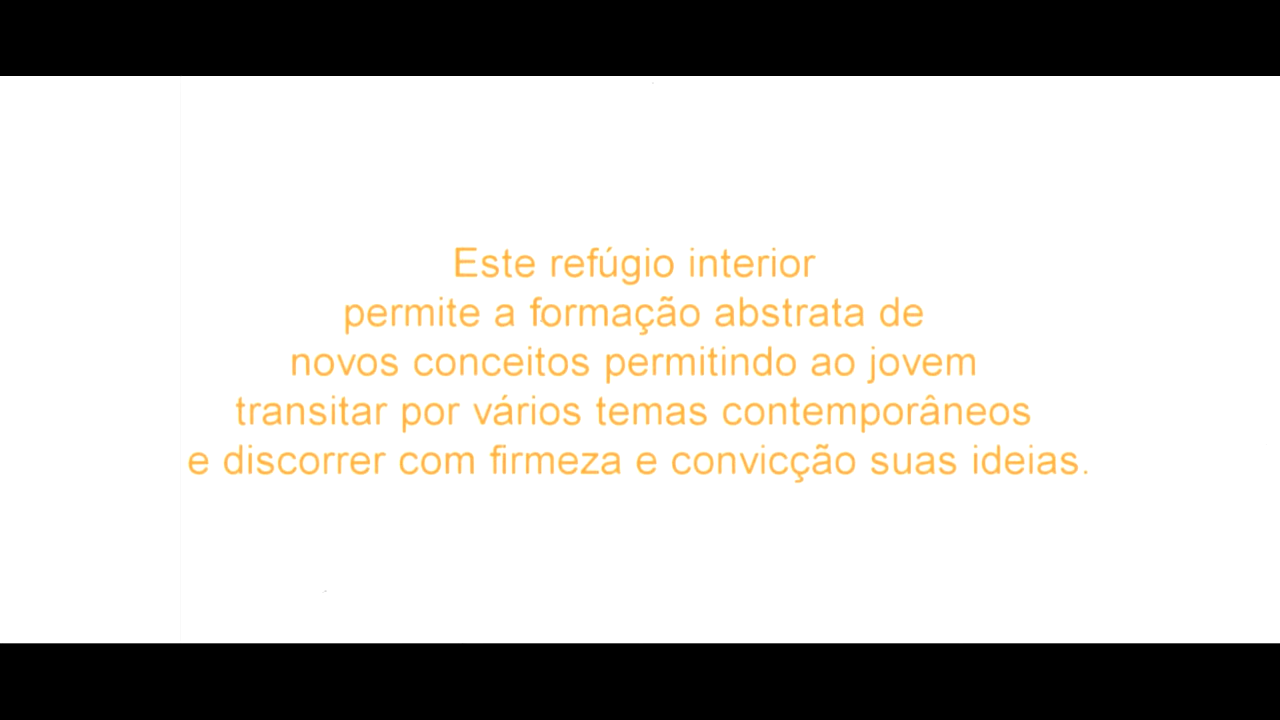 Este refúgio interior
permite a formação abstrata de
novos conceitos permitindo ao jovem
transitar por vários temas contemporâneos
e discorrer com firmeza e convicção suas ideias.